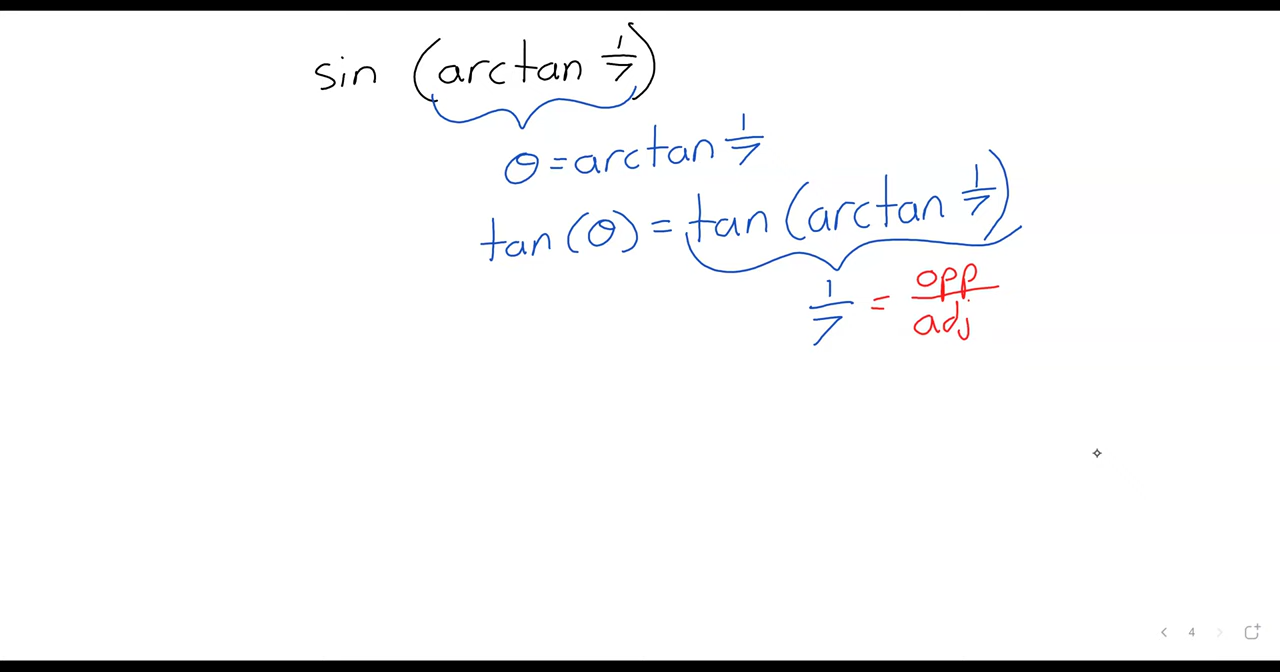 sin (arctan 1/7)
θ = arctan 1/7
tan (θ) = tan (arctan 1/7)
1/7 = opp/adj
4